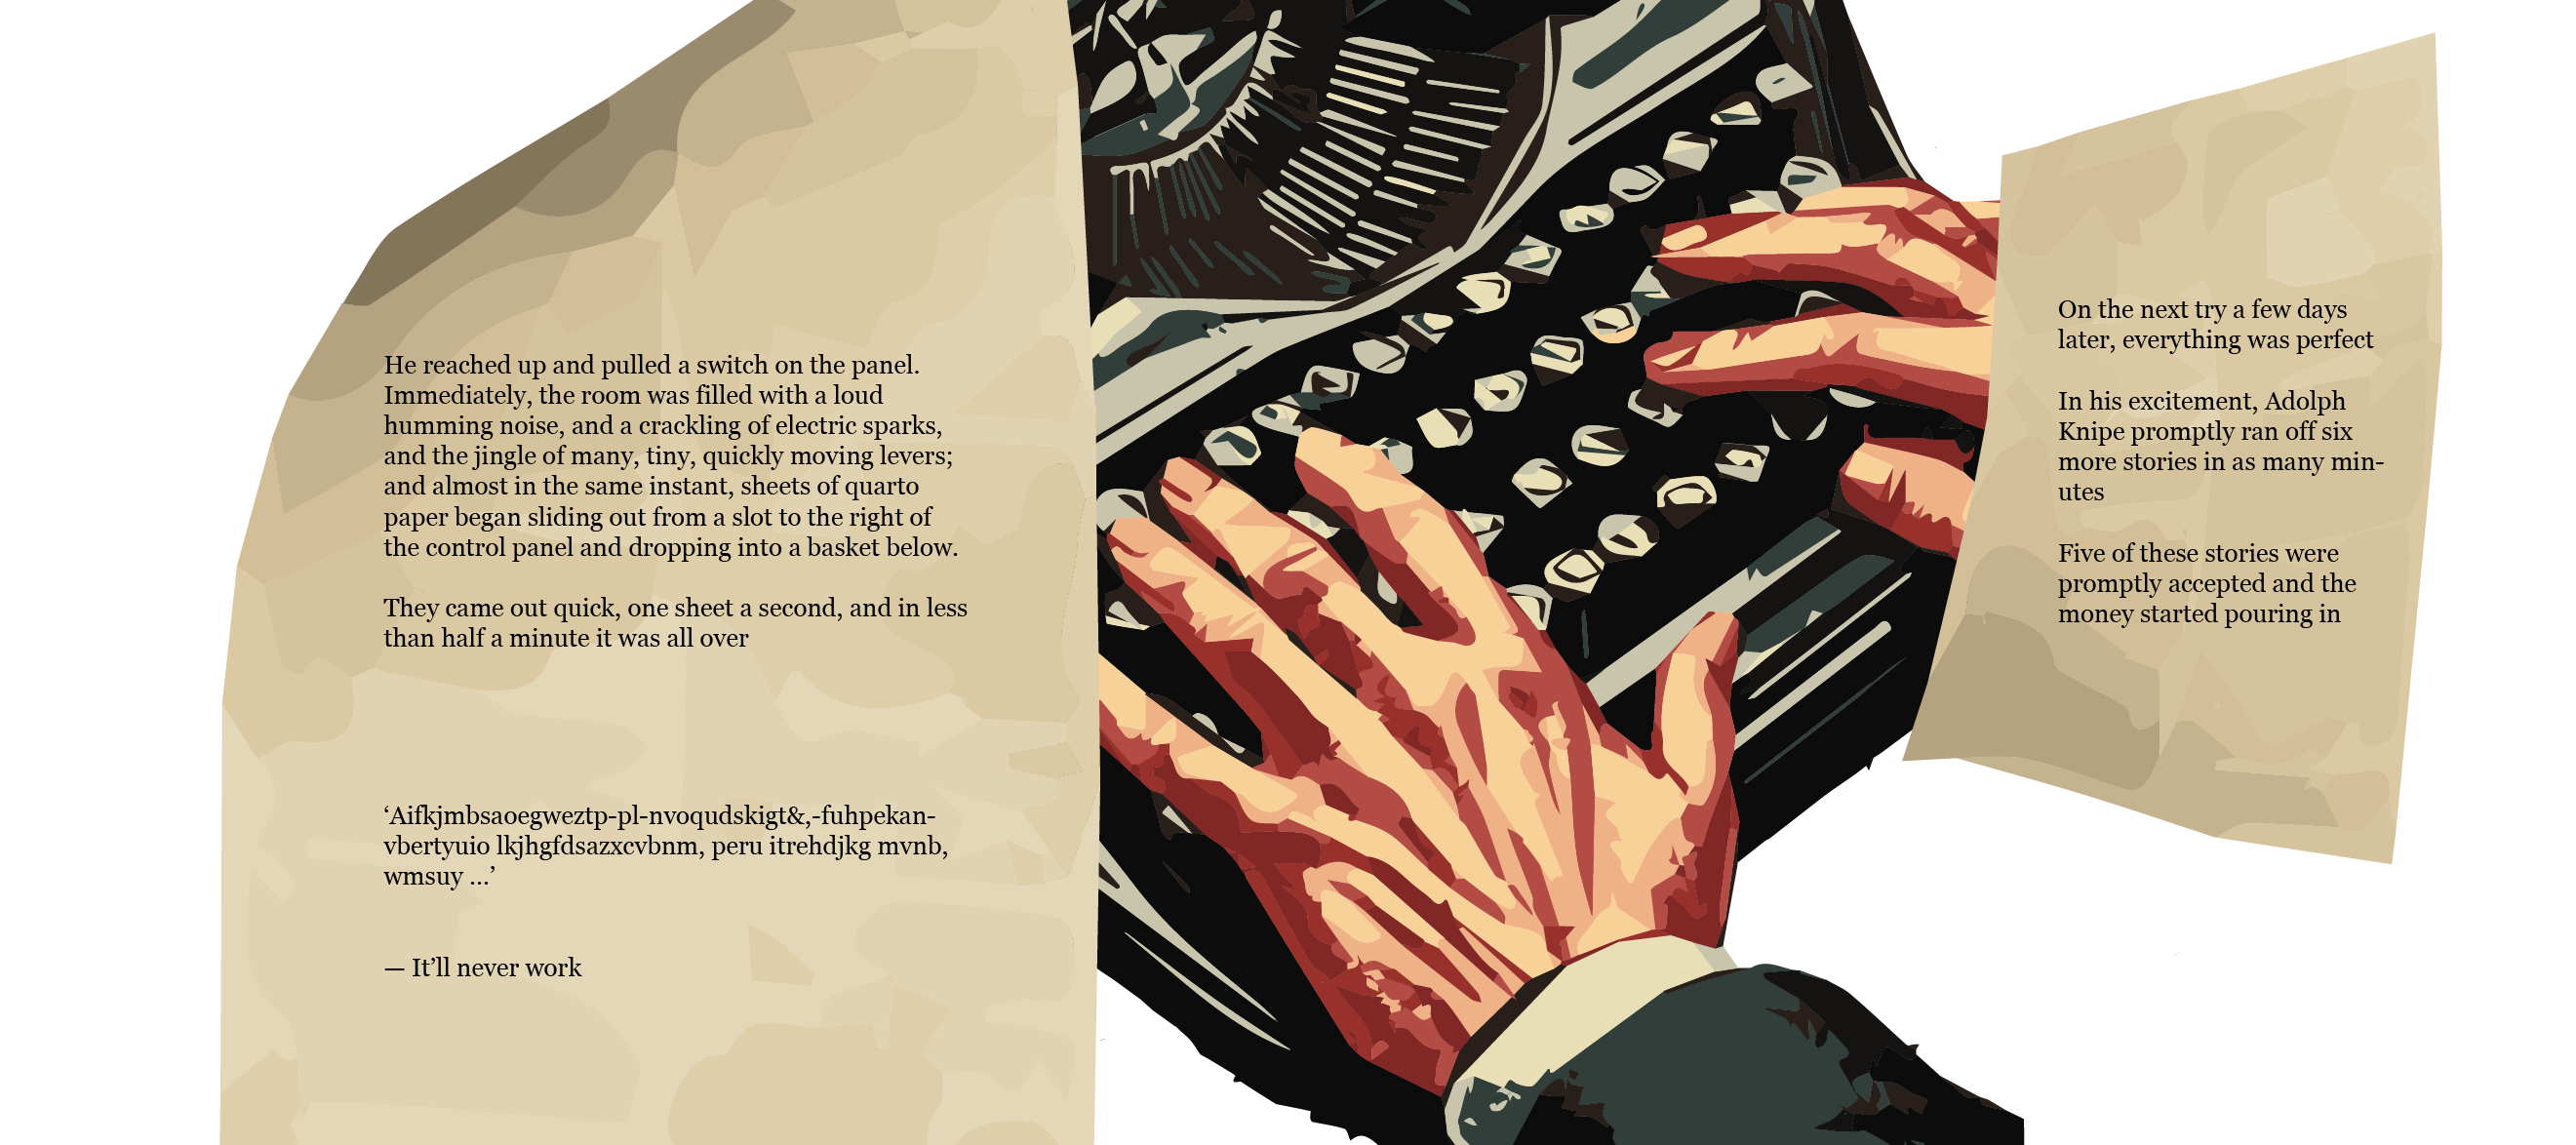 He reached up and pulled a switch on the panel.
Immediately, the room was filled with a loud
humming noise, and a crackling of electric sparks,
and the jingle of many, tiny, quickly moving levers;
and almost in the same instant, sheets of quarto
paper began sliding out from a slot to the right of
the control panel and dropping into a basket below.
They came out quick, one sheet a second, and in less
than half a minute it was all over
‘Aifkjmbsaoegweztp-pl-nvoqudskigt&,-fuhpekan-
vbertyuio lkjhgfdsazxcvbnm, peru itrehdjkg mvnb,
wmsuy ...’
— It’ll never work
On the next try a few days
later, everything was perfect
In his excitement, Adolph
Knipe promptly ran off six
more stories in as many min-
utes
Five of these stories were
promptly accepted and the
money started pouring in